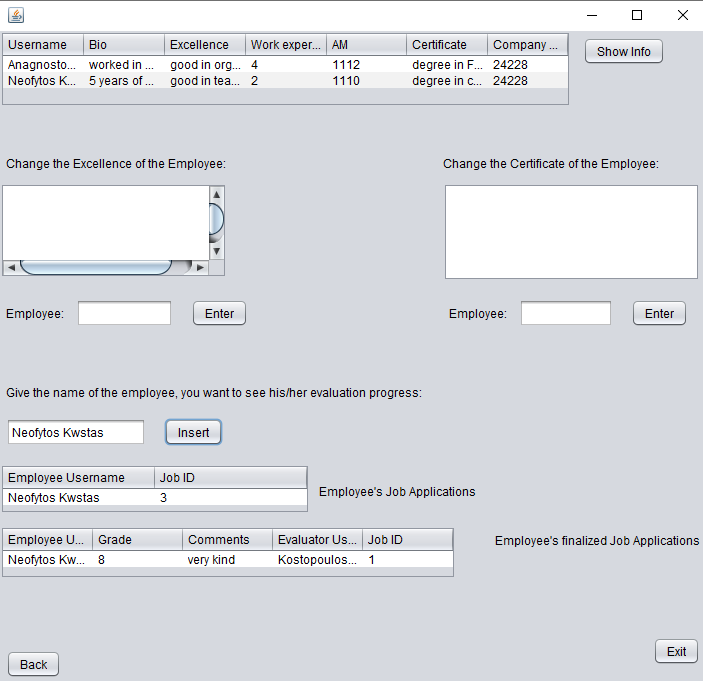 Username Bio Excellence Work exper... AM Certificate Company ...
Show Info
Anagnosto... worked in ... good in org... 4 1112 degree in F... 24228
Neofytos K... 5 years of ... good in tea... 2 1110 degree in c... 24228
Change the Excellence of the Employee:
Change the Certificate of the Employee:
Employee: Enter
Employee: Enter
Give the name of the employee, you want to see his/her evaluation progress:
Neofytos Kwstas Insert
Employee Username Job ID
Neofytos Kwstas 3
Employee's Job Applications
Employee U... Grade Comments Evaluator Us... Job ID
Neofytos Kw... 8 very kind Kostopoulos... 1
Employee's finalized Job Applications
Back
Exit